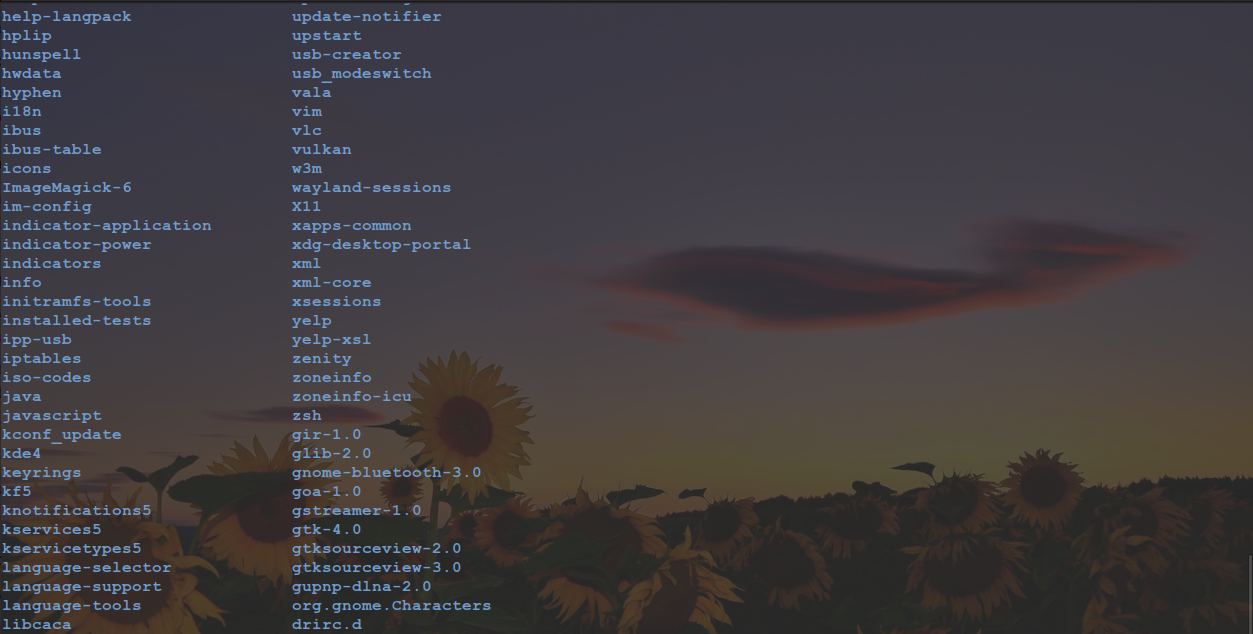 help-langpack update-notifier
hplip upstart
hunspell usb-creator
hwdata usb_modeswitch
hyphen vala
i18n vim
ibus vlc
ibus-table vulkan
icons w3m
ImageMagick-6 wayland-sessions
im-config X11
indicator-application xapps-common
indicator-power xdg-desktop-portal
indicators xml
info xml-core
initramfs-tools xsessions
installed-tests yelp
ipp-usb yelp-xsl
iptables zenity
iso-codes zoneinfo
java zoneinfo-icu
javascript zsh
kconf_update gir-1.0
kde4 glib-2.0
keyrings gnome-bluetooth-3.0
kf5 goa-1.0
knotifications5 gstreamer-1.0
kservices5 gtk-4.0
kservicetypes5 gtksourceview-2.0
language-selector gtksourceview-3.0
language-support gupnp-dlna-2.0
language-tools org.gnome.Characters
libcaca drirc.d